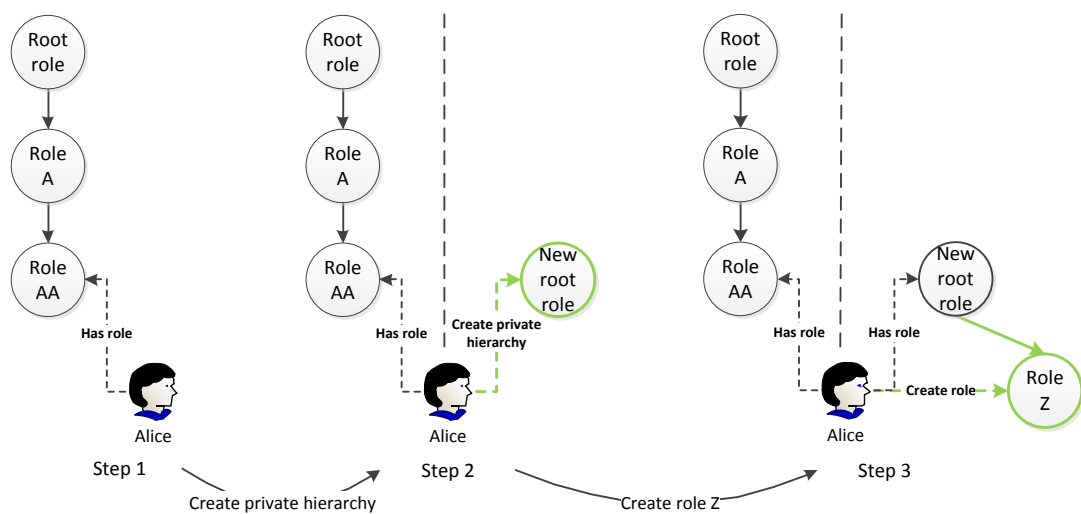 Root
role
Role
A
Role
AA
Has role
Alice
Step 1
Create private hierarchy
Root
role
Role
A
Role
AA
New
root
role
Has role
Create private
hierarchy
Alice
Step 2
Create role Z
Root
role
Role
A
Role
AA
New
root
role
Has role
Has role
Create role
Role
Z
Alice
Step 3